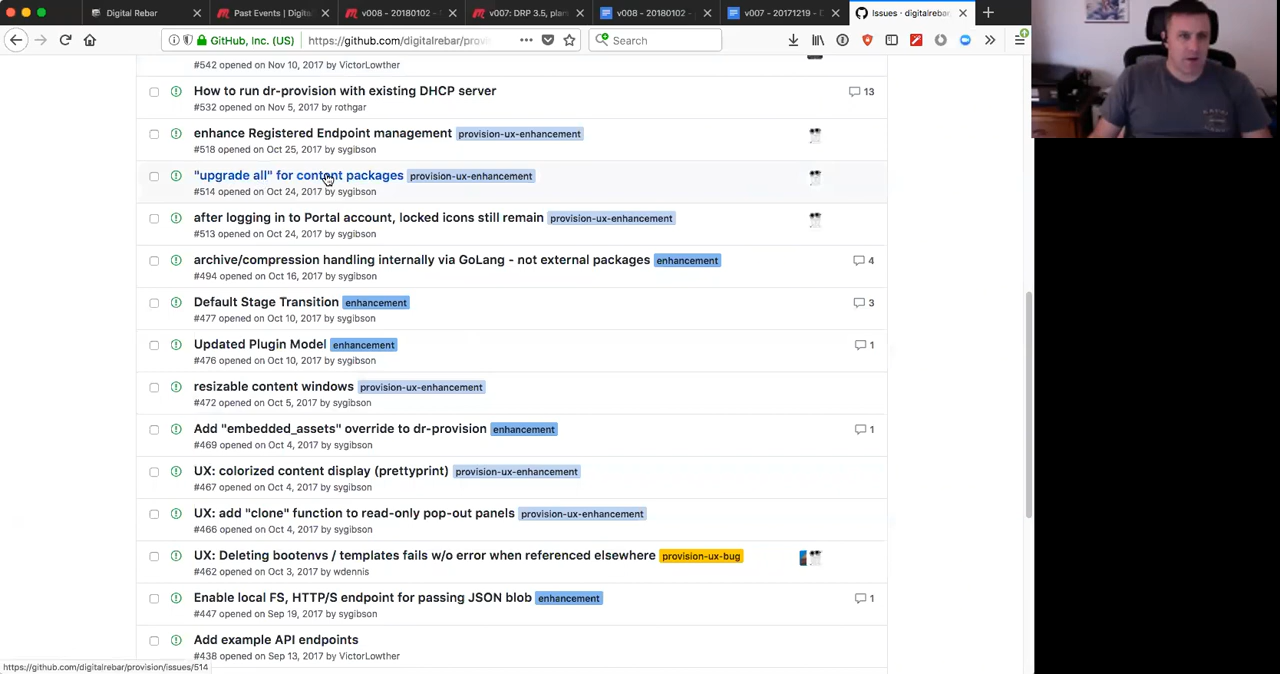 Digital Rebar
Past Events | Digit
v008 - 20180102 -
v007: DRP 3.5, plan
v008 - 20180102 -
v007 - 20171219 - D
Issues · digitalrebar
GitHub, Inc. (US)
https://github.com/digitalrebar/provi
Search
#542 opened on Nov 10, 2017 by VictorLowther
How to run dr-provision with existing DHCP server
13
#532 opened on Nov 5, 2017 by rothgar
enhance Registered Endpoint management provision-ux-enhancement
#518 opened on Oct 25, 2017 by sygibson
"upgrade all" for content packages provision-ux-enhancement
#514 opened on Oct 24, 2017 by sygibson
after logging in to Portal account, locked icons still remain provision-ux-enhancement
#513 opened on Oct 24, 2017 by sygibson
archive/compression handling internally via GoLang - not external packages enhancement
4
#494 opened on Oct 16, 2017 by sygibson
Default Stage Transition enhancement
3
#477 opened on Oct 10, 2017 by sygibson
Updated Plugin Model enhancement
1
#476 opened on Oct 10, 2017 by sygibson
resizable content windows provision-ux-enhancement
#472 opened on Oct 5, 2017 by sygibson
Add "embedded_assets" override to dr-provision enhancement
1
#469 opened on Oct 4, 2017 by sygibson
UX: colorized content display (prettyprint) provision-ux-enhancement
#467 opened on Oct 4, 2017 by sygibson
UX: add "clone" function to read-only pop-out panels provision-ux-enhancement
#466 opened on Oct 4, 2017 by sygibson
UX: Deleting bootenvs / templates fails w/o error when referenced elsewhere provision-ux-bug
#462 opened on Oct 3, 2017 by wdennis
Enable local FS, HTTP/S endpoint for passing JSON blob enhancement
1
#447 opened on Sep 19, 2017 by sygibson
Add example API endpoints
#438 opened on Sep 13, 2017 by VictorLowther
https://github.com/digitalrebar/provision/issues/514